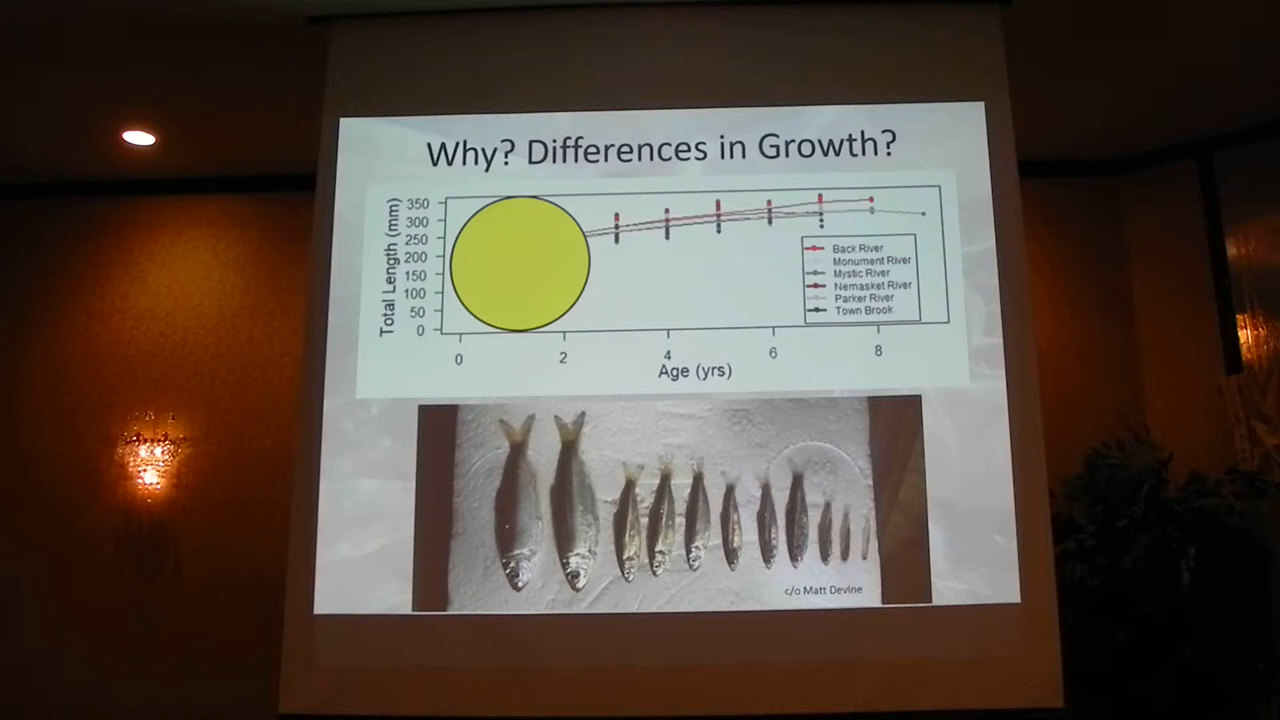 Why? Differences in Growth?
Total Length (mm)
350
300
250
200
150
100
50
0
Back River
Monument River
Mystic River
Nemasket River
Parker River
Town Brook
0 2 4 6 8
Age (yrs)
c/o Matt Devine